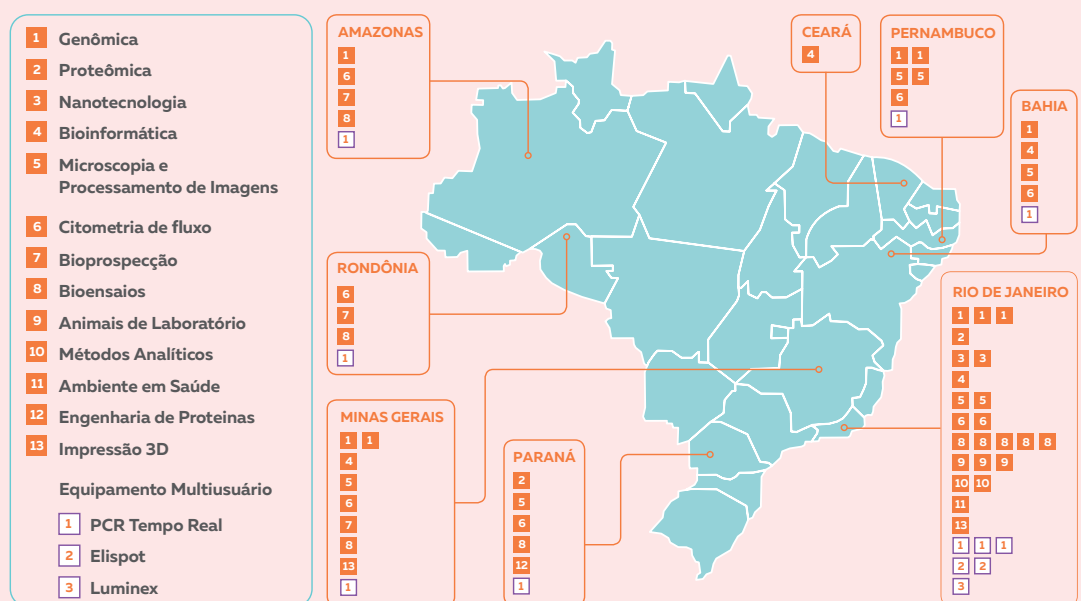 1 Genômica
2 Proteômica
3 Nanotecnologia
4 Bioinformática
5 Microscopia e
Processamento de Imagens
6 Citometria de fluxo
7 Bioprospecção
8 Bioensaios
9 Animais de Laboratório
10 Métodos Analíticos
11 Ambiente em Saúde
12 Engenharia de Proteinas
13 Impressão 3D
Equipamento Multiusuário
1 PCR Tempo Real
2 Elispot
3 Luminex
AMAZONAS
1
6
7
8
1
CEARÁ
4
PERNAMBUCO
1 1
5 5
6
1
BAHIA
1
4
5
6
1
RONDÔNIA
6
7
8
1
RIO DE JANEIRO
1 1 1
2
3 3
4
5 5
6 6
8 8 8 8 8
9 9 9
10 10
11
13
1 1 1
2 2
3
MINAS GERAIS
1 1
4
5
6
7
8
13
1
PARANÁ
2
5
6
8
12
1